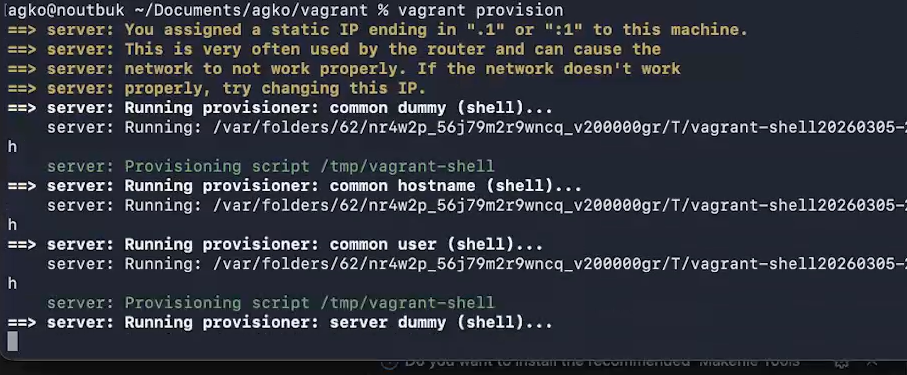 agko@noutbuk ~/Documents/agko/vagrant % vagrant provision
==> server: You assigned a static IP ending in ".1" or ":1" to this machine.
==> server: This is very often used by the router and can cause the
==> server: network to not work properly. If the network doesn't work
==> server: properly, try changing this IP.
==> server: Running provisioner: common dummy (shell)...
server: Running: /var/folders/62/nr4w2p_56j79m2r9wncq_v200000gr/T/vagrant-shell20260305-
h
server: Provisioning script /tmp/vagrant-shell
==> server: Running provisioner: common hostname (shell)...
server: Running: /var/folders/62/nr4w2p_56j79m2r9wncq_v200000gr/T/vagrant-shell20260305-
h
==> server: Running provisioner: common user (shell)...
server: Running: /var/folders/62/nr4w2p_56j79m2r9wncq_v200000gr/T/vagrant-shell20260305-
h
server: Provisioning script /tmp/vagrant-shell
==> server: Running provisioner: server dummy (shell)...
Do you want to install the recommended 'Makefile Tools'